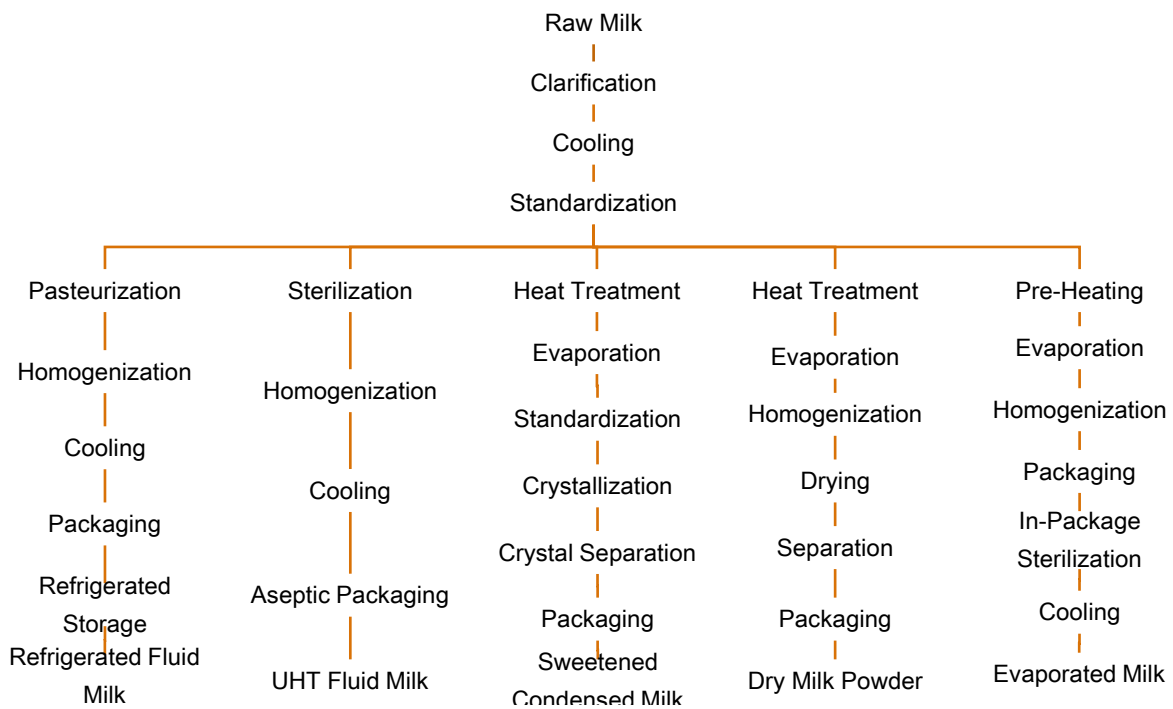 Raw Milk
Clarification
Cooling
Standardization
Pasteurization
Homogenization
Cooling
Packaging
Refrigerated
Storage
Refrigerated Fluid
Milk
Sterilization
Homogenization
Cooling
Aseptic Packaging
UHT Fluid Milk
Heat Treatment
Evaporation
Standardization
Crystallization
Crystal Separation
Packaging
Sweetened
Condensed Milk
Heat Treatment
Evaporation
Homogenization
Drying
Separation
Packaging
Dry Milk Powder
Pre-Heating
Evaporation
Homogenization
Packaging
In-Package
Sterilization
Cooling
Evaporated Milk